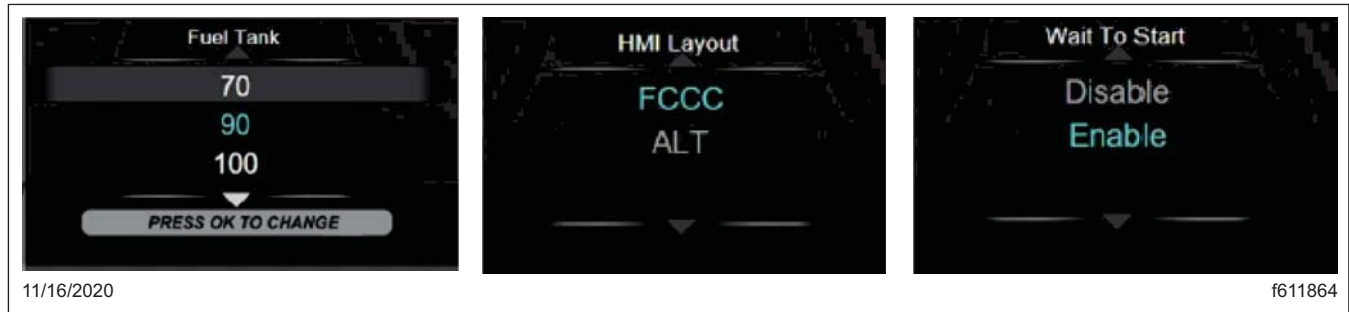 Fuel Tank
70
90
100
PRESS OK TO CHANGE
HMI Layout
FCCC
ALT
Wait To Start
Disable
Enable
11/16/2020
f611864